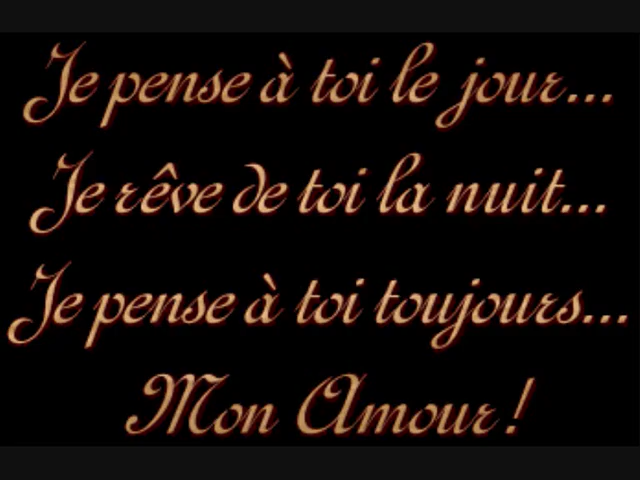 Je pense à toi le jour...
Je rêve de toi la nuit...
Je pense à toi toujours...
Mon Amour !